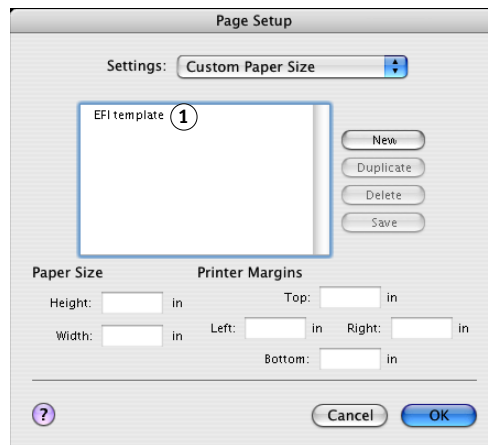 Page Setup
Settings: Custom Paper Size
EFI template 1
New
Duplicate
Delete
Save
Paper Size Printer Margins
Height: in Top: in
Width: in Left: in Right: in
Bottom: in
? Cancel OK